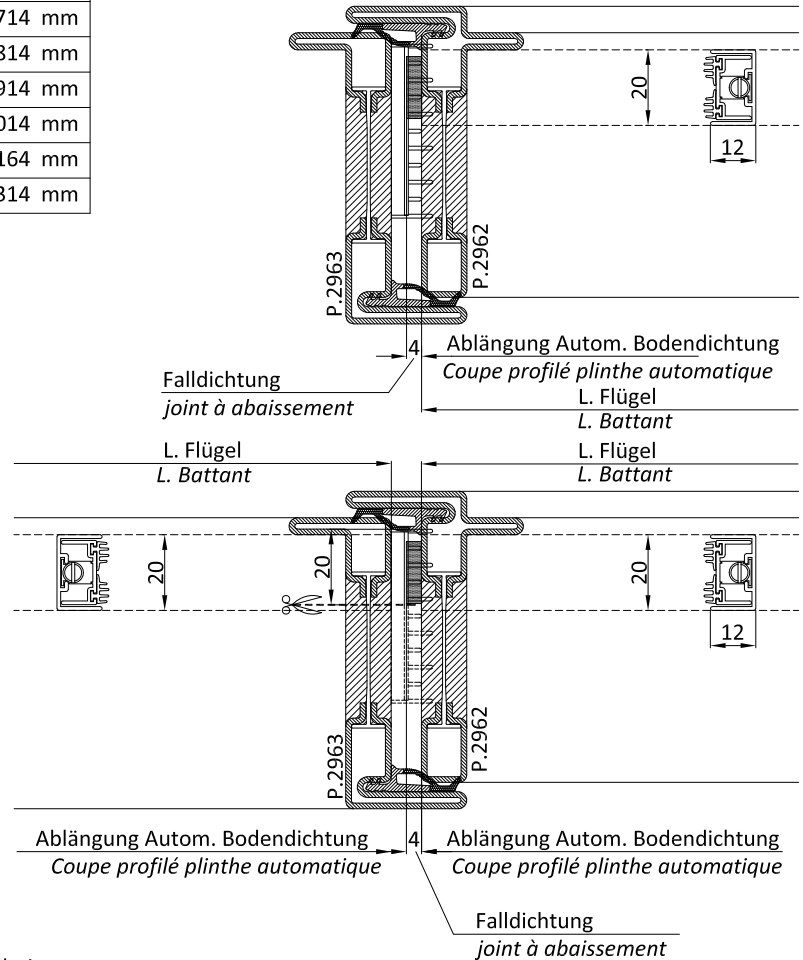 714 mm
314 mm
914 mm
014 mm
164 mm
314 mm
20
12
P.2963
P.2962
4
Ablängung Autom. Bodendichtung
Coupe profilé plinthe automatique
Falldichtung
joint à abaissement
L. Flügel
L. Battant
L. Flügel
L. Battant
L. Flügel
L. Battant
20
20
20
12
P.2963
P.2962
Ablängung Autom. Bodendichtung
Coupe profilé plinthe automatique
4
Ablängung Autom. Bodendichtung
Coupe profilé plinthe automatique
Falldichtung
joint à abaissement